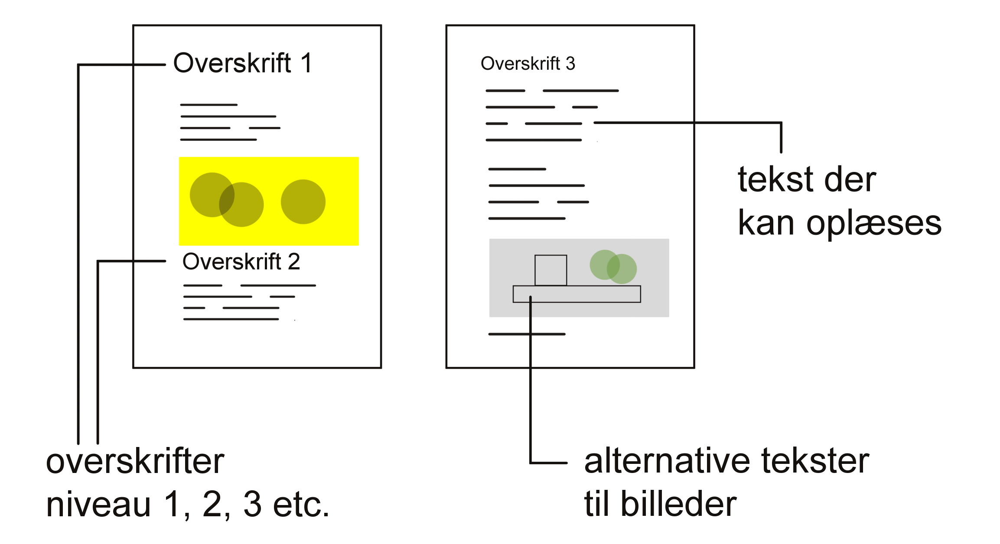 Overskrift 1
Overskrift 2
Overskrift 3
tekst der
kan oplæses
overskrifter
niveau 1, 2, 3 etc.
alternative tekster
til billeder